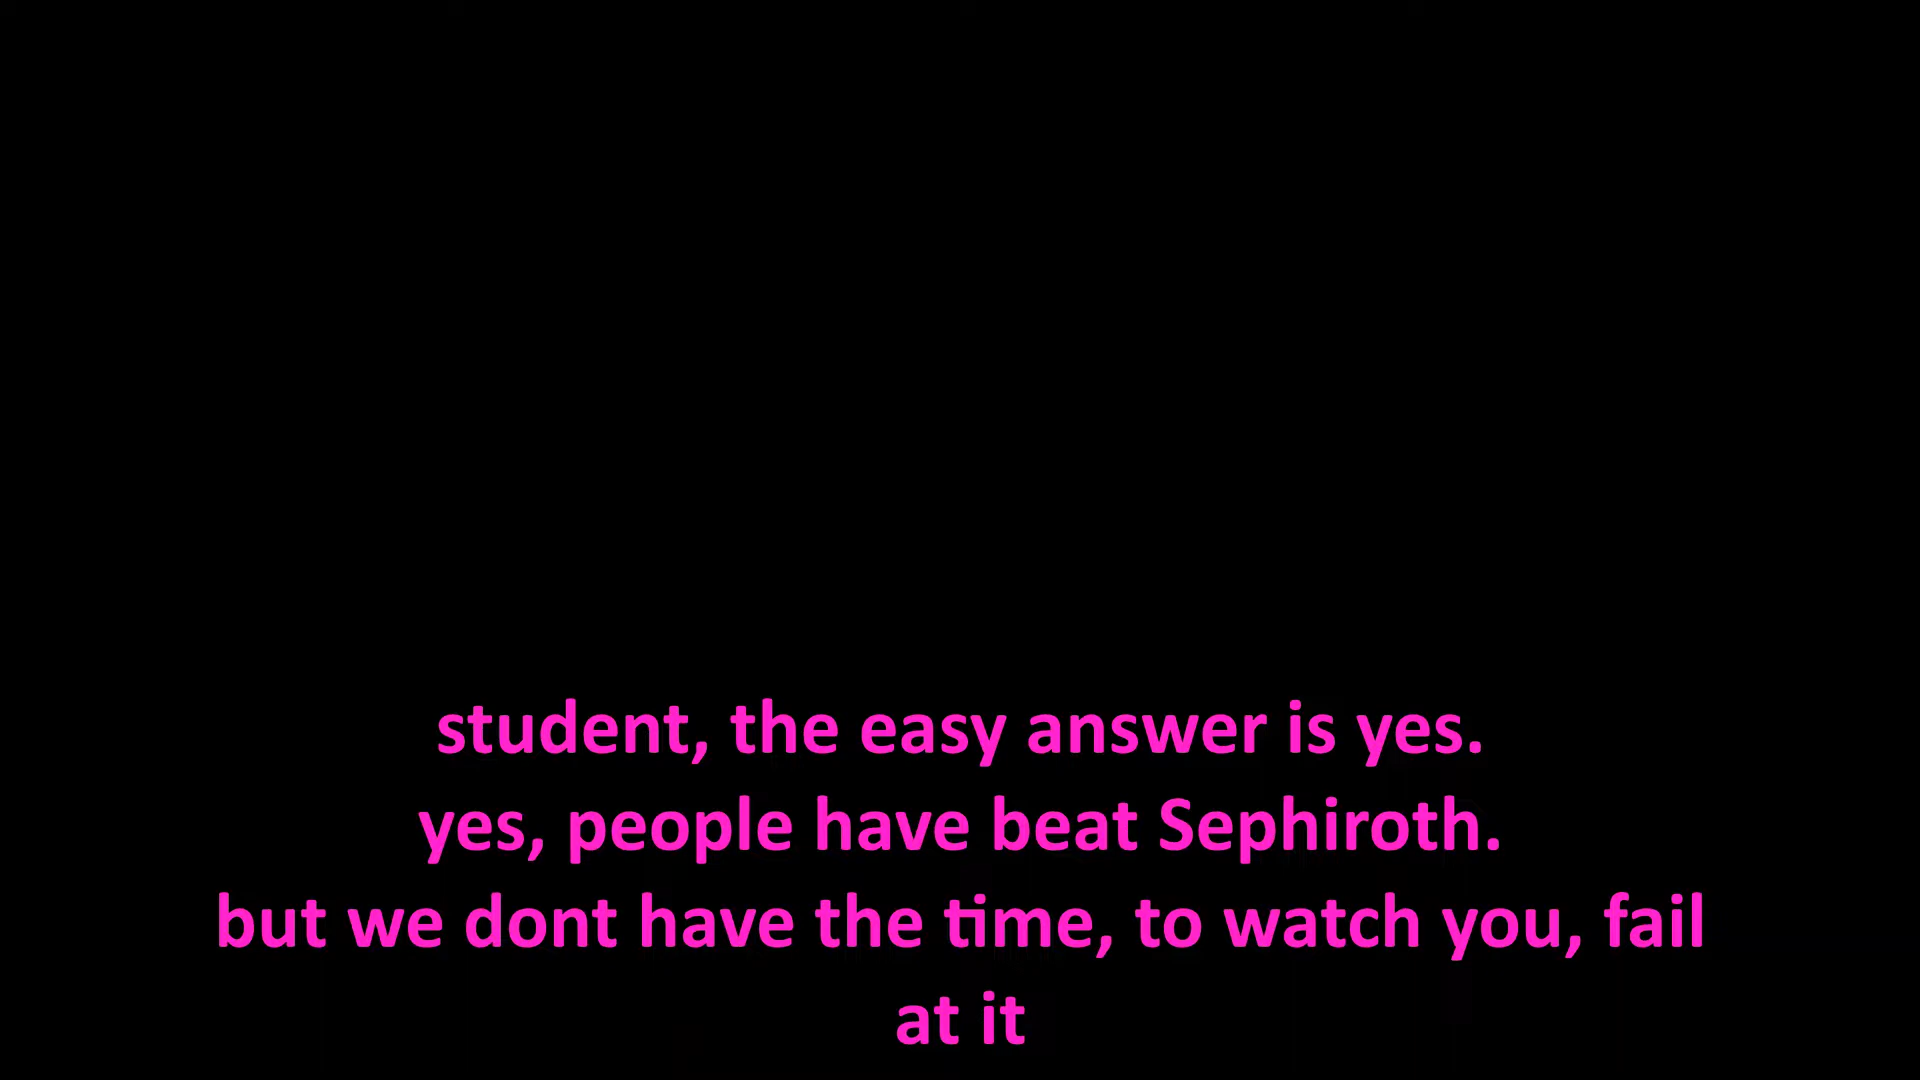 student, the easy answer is yes.
yes, people have beat Sephiroth.
but we dont have the time, to watch you, fail
at it